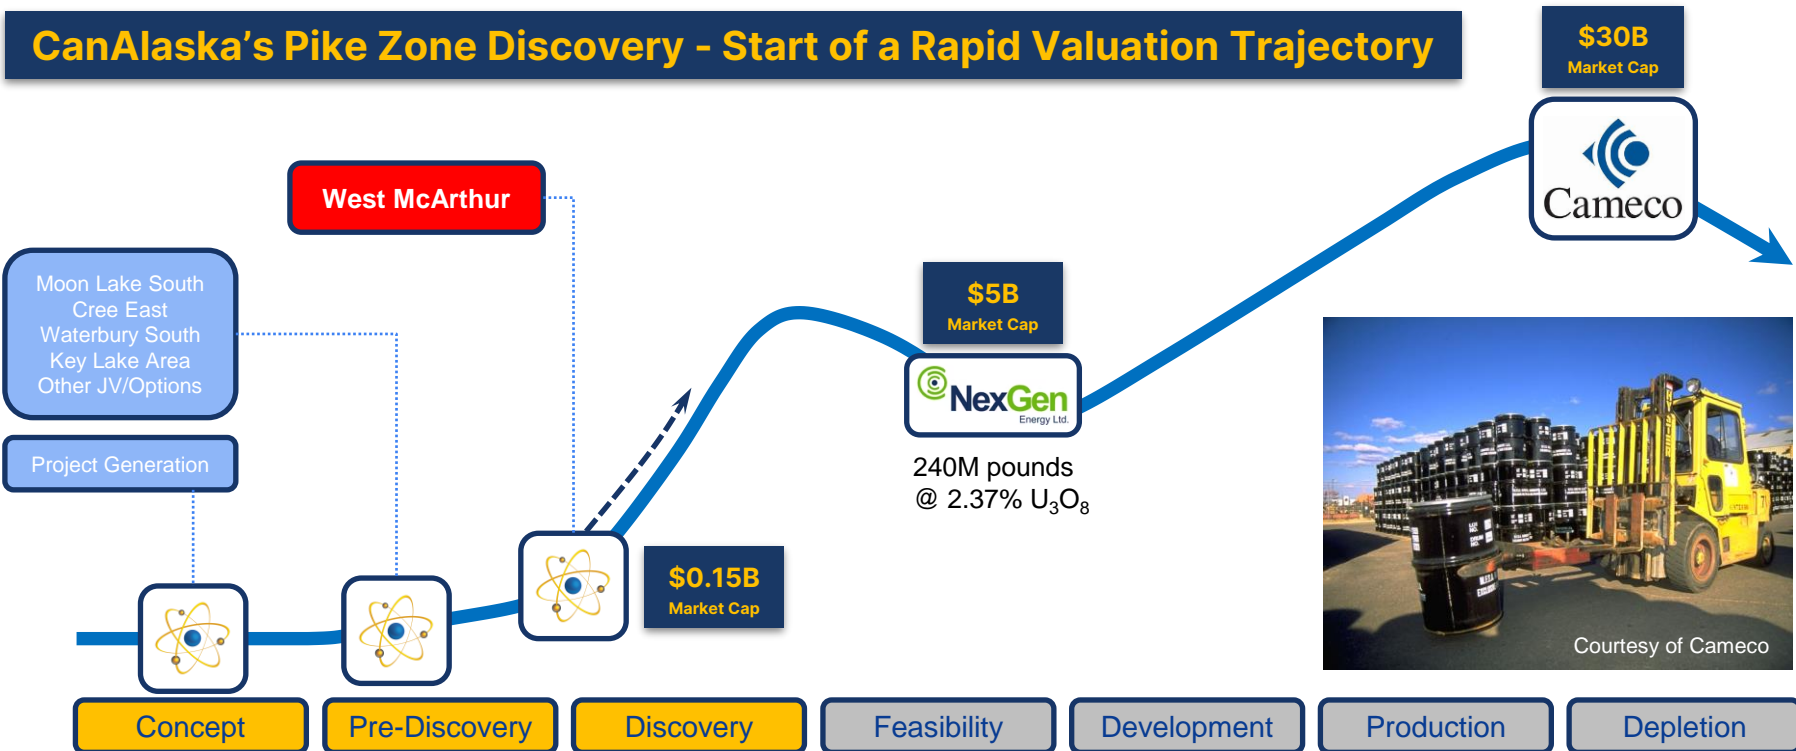 CanAlaska's Pike Zone Discovery - Start of a Rapid Valuation Trajectory
$30B
Market Cap
Cameco
West McArthur
Moon Lake South
Cree East
Waterbury South
Key Lake Area
Other JV/Options
Project Generation
$5B
Market Cap
NexGen
Energy Ltd.
240M pounds
@ 2.37% U₃O₈
$0.15B
Market Cap
Courtesy of Cameco
Concept
Pre-Discovery
Discovery
Feasibility
Development
Production
Depletion